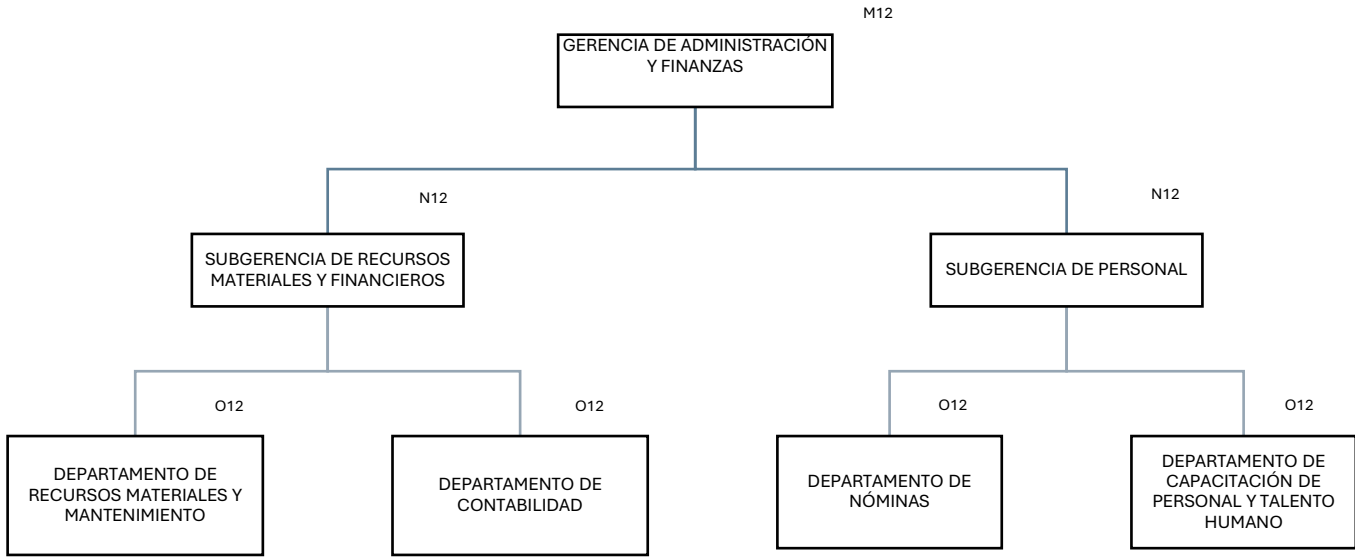 M12
GERENCIA DE ADMINISTRACIÓN
Y FINANZAS
N12
N12
SUBGERENCIA DE RECURSOS
MATERIALES Y FINANCIEROS
SUBGERENCIA DE PERSONAL
O12
O12
O12
O12
DEPARTAMENTO DE
RECURSOS MATERIALES Y
MANTENIMIENTO
DEPARTAMENTO DE
CONTABILIDAD
DEPARTAMENTO DE
NÓMINAS
DEPARTAMENTO DE
CAPACITACIÓN DE
PERSONAL Y TALENTO
HUMANO